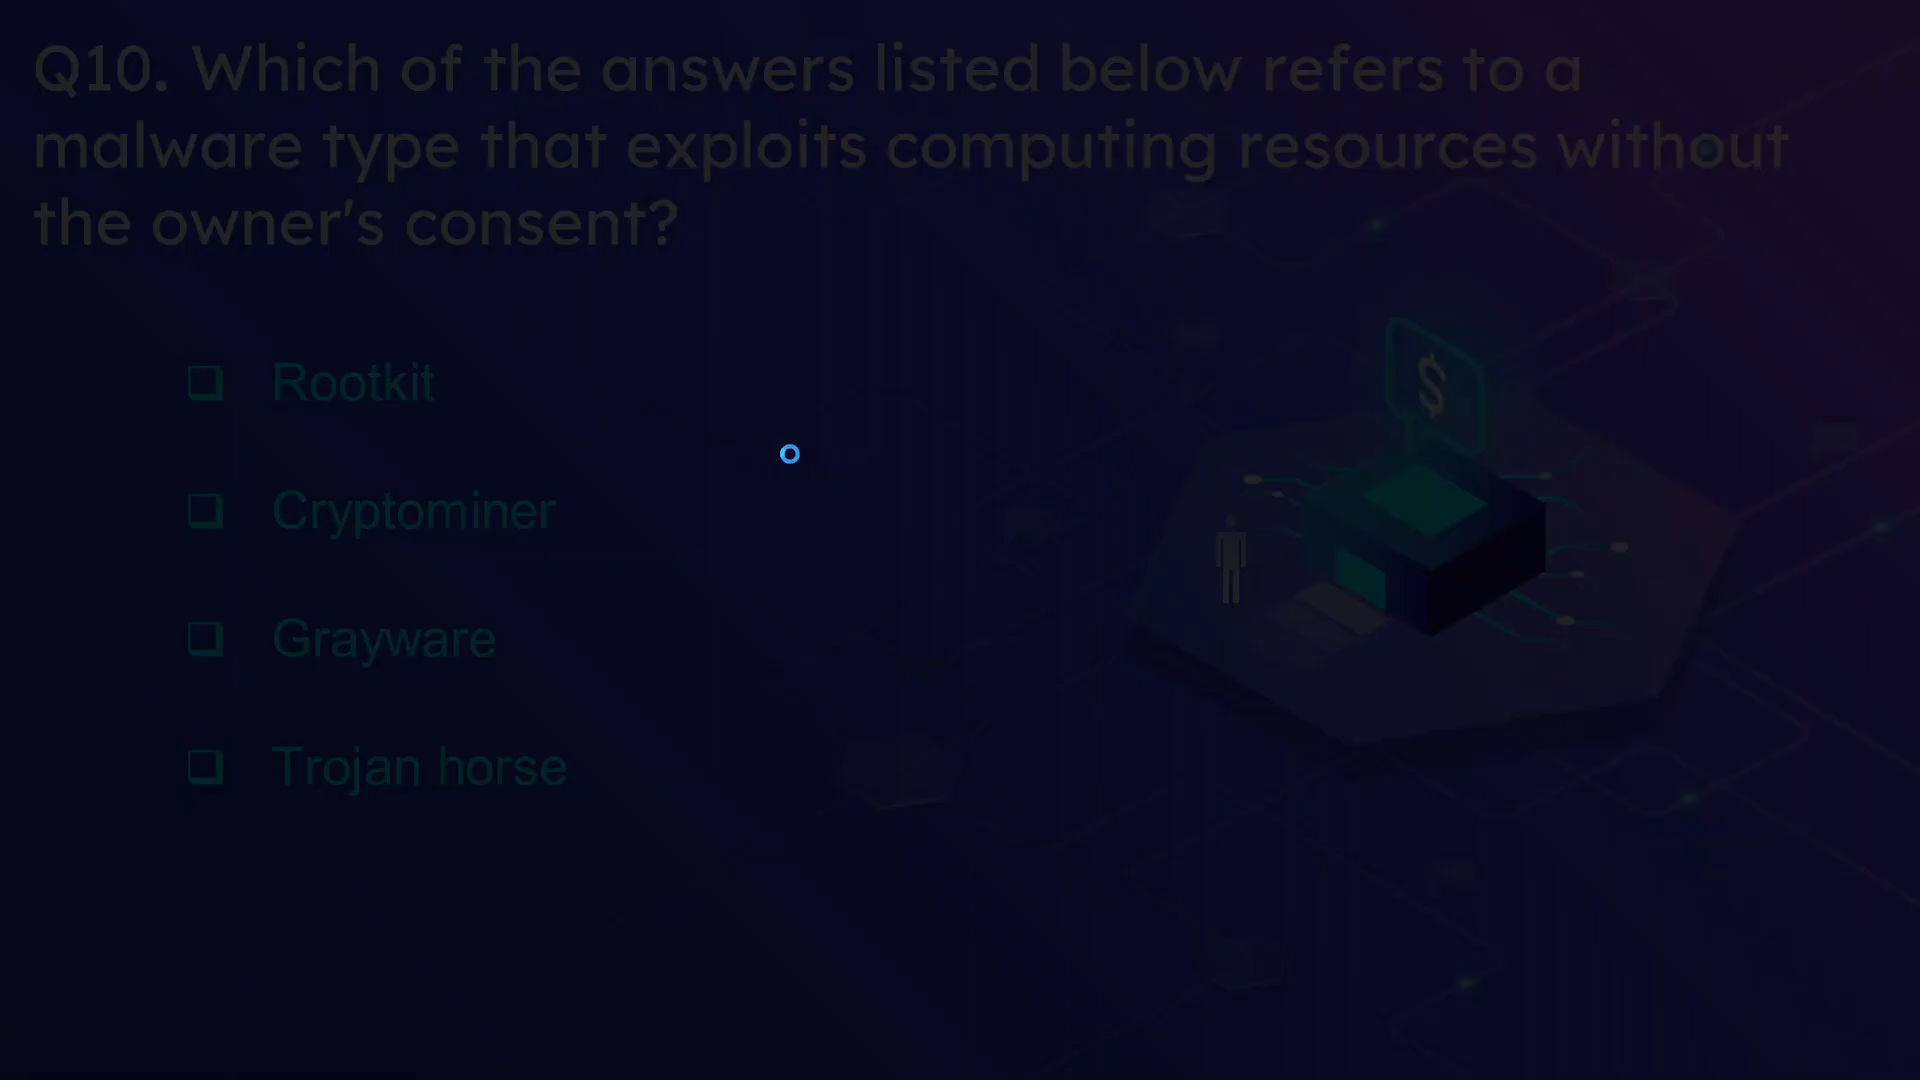 Q10. Which of the answers listed below refers to a
malware type that exploits computing resources without
the owner's consent?
❑ Rootkit
❑ Cryptominer
❑ Grayware
❑ Trojan horse
$